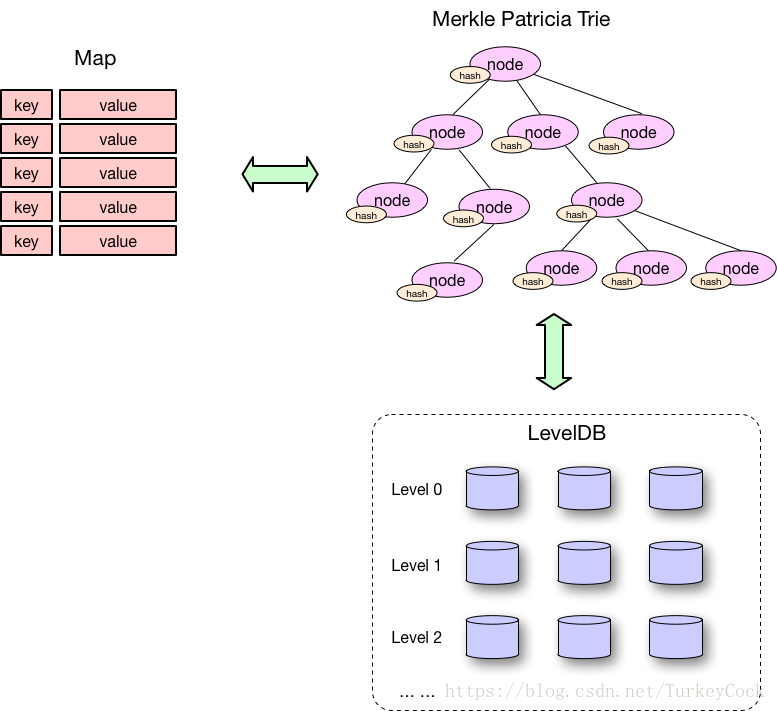 Merkle Patricia Trie
Map
key value
key value
key value
key value
key value
node
hash
node
hash
node
hash
node
hash
node
hash
node
hash
node
hash
node
hash
node
hash
node
hash
node
hash
LevelDB
Level 0
Level 1
Level 2
... ...
https://blog.csdn.net/TurkeyCock